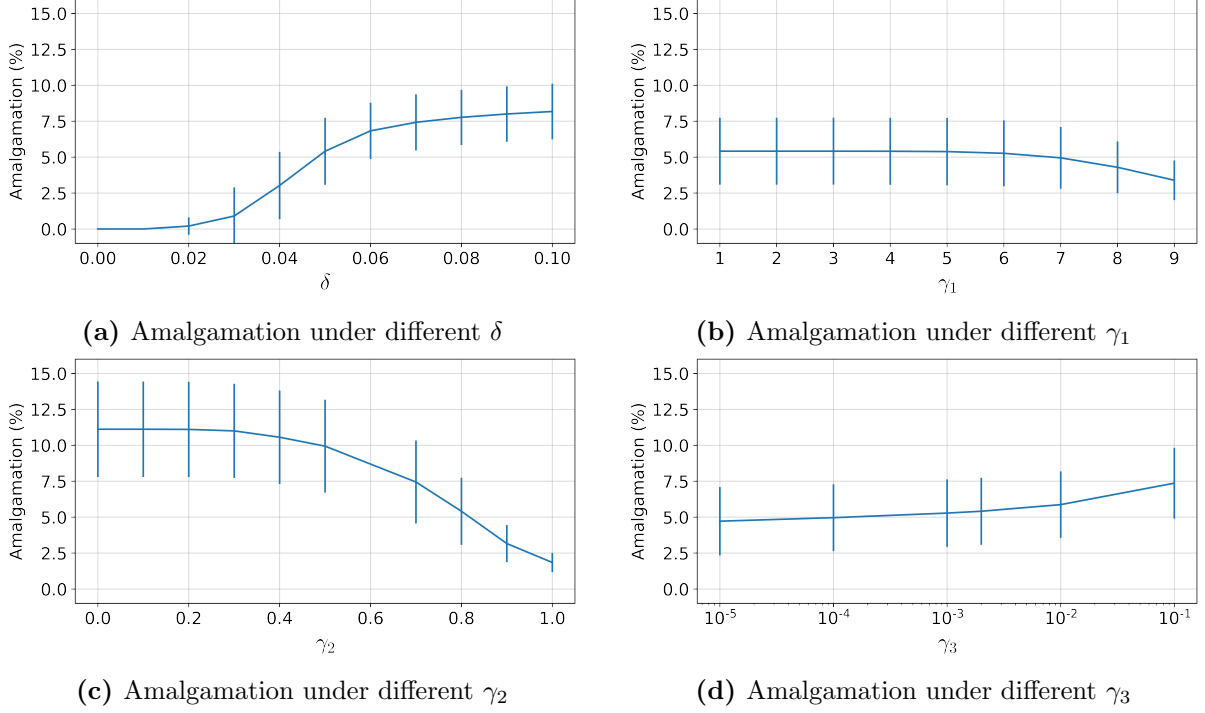 15.0
12.5
10.0
7.5
5.0
2.5
0.0
Amalgamation (%)
0.00 0.02 0.04 0.06 0.08 0.10
δ
(a) Amalgamation under different δ
15.0
12.5
10.0
7.5
5.0
2.5
0.0
Amalgamation (%)
1 2 3 4 5 6 7 8 9
γ₁
(b) Amalgamation under different γ₁
15.0
12.5
10.0
7.5
5.0
2.5
0.0
Amalgamation (%)
0.0 0.2 0.4 0.6 0.8 1.0
γ₂
(c) Amalgamation under different γ₂
15.0
12.5
10.0
7.5
5.0
2.5
0.0
Amalgamation (%)
10⁻⁵ 10⁻⁴ 10⁻³ 10⁻² 10⁻¹
γ₃
(d) Amalgamation under different γ₃